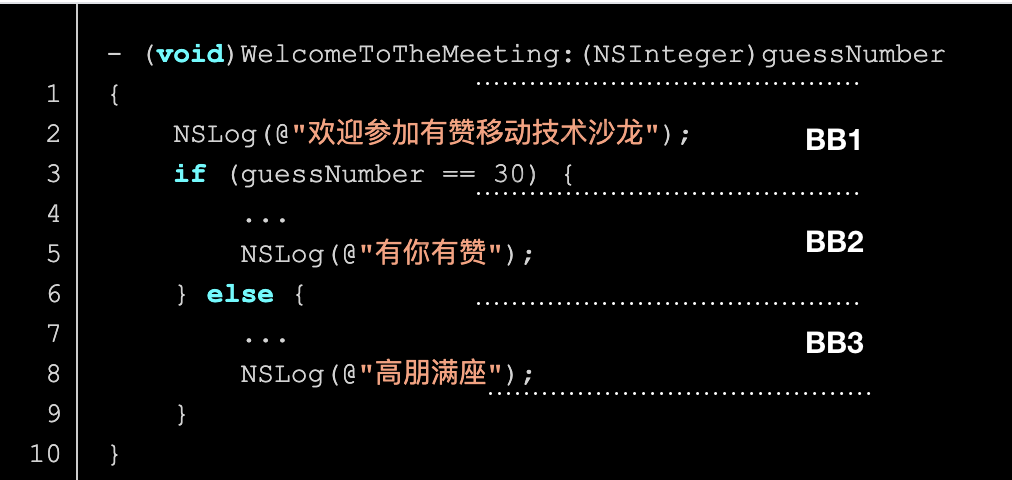 - (void)WelcomeToTheMeeting:(NSInteger)guessNumber
1 {
2 NSLog(@"欢迎参加有赞移动技术沙龙"); BB1
3 if (guessNumber == 30) {
4 ...
5 NSLog(@"有你有赞"); BB2
6 } else {
7 ... BB3
8 NSLog(@"高朋满座");
9 }
10 }